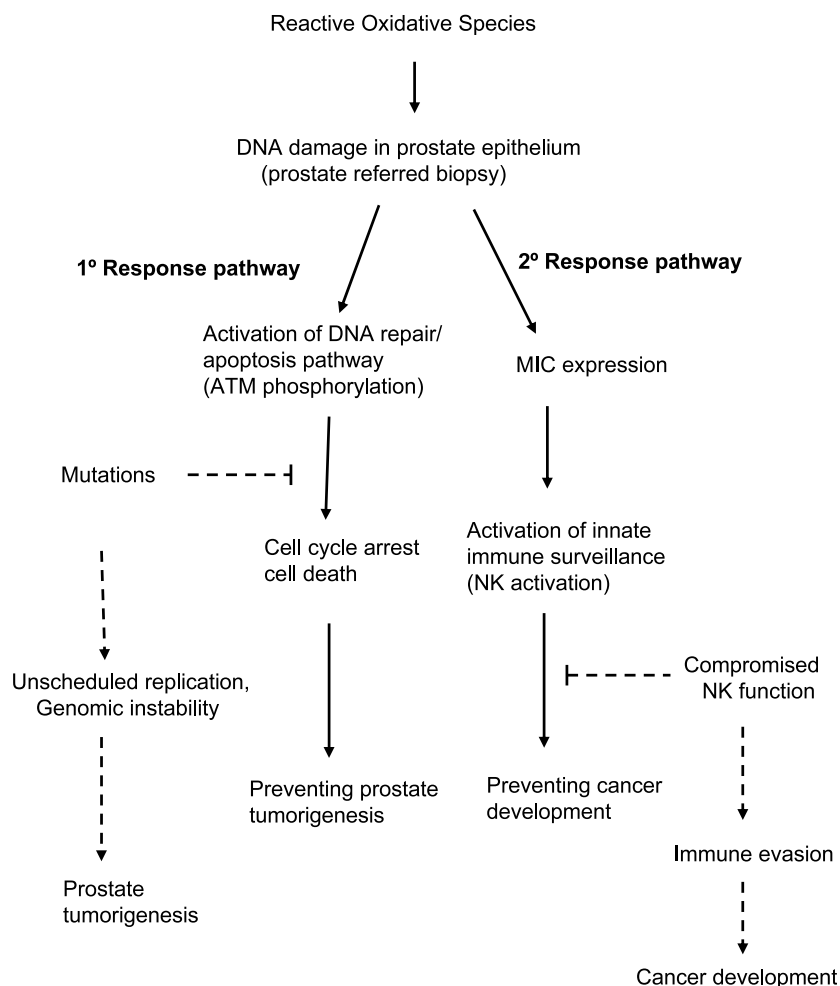 Reactive Oxidative Species
DNA damage in prostate epithelium
(prostate referred biopsy)
1º Response pathway
2º Response pathway
Activation of DNA repair/
apoptosis pathway
(ATM phosphorylation)
MIC expression
Mutations
Cell cycle arrest
cell death
Activation of innate
immune surveillance
(NK activation)
Unscheduled replication,
Genomic instability
Compromised
NK function
Preventing prostate
tumorigenesis
Preventing cancer
development
Immune evasion
Prostate
tumorigenesis
Cancer development